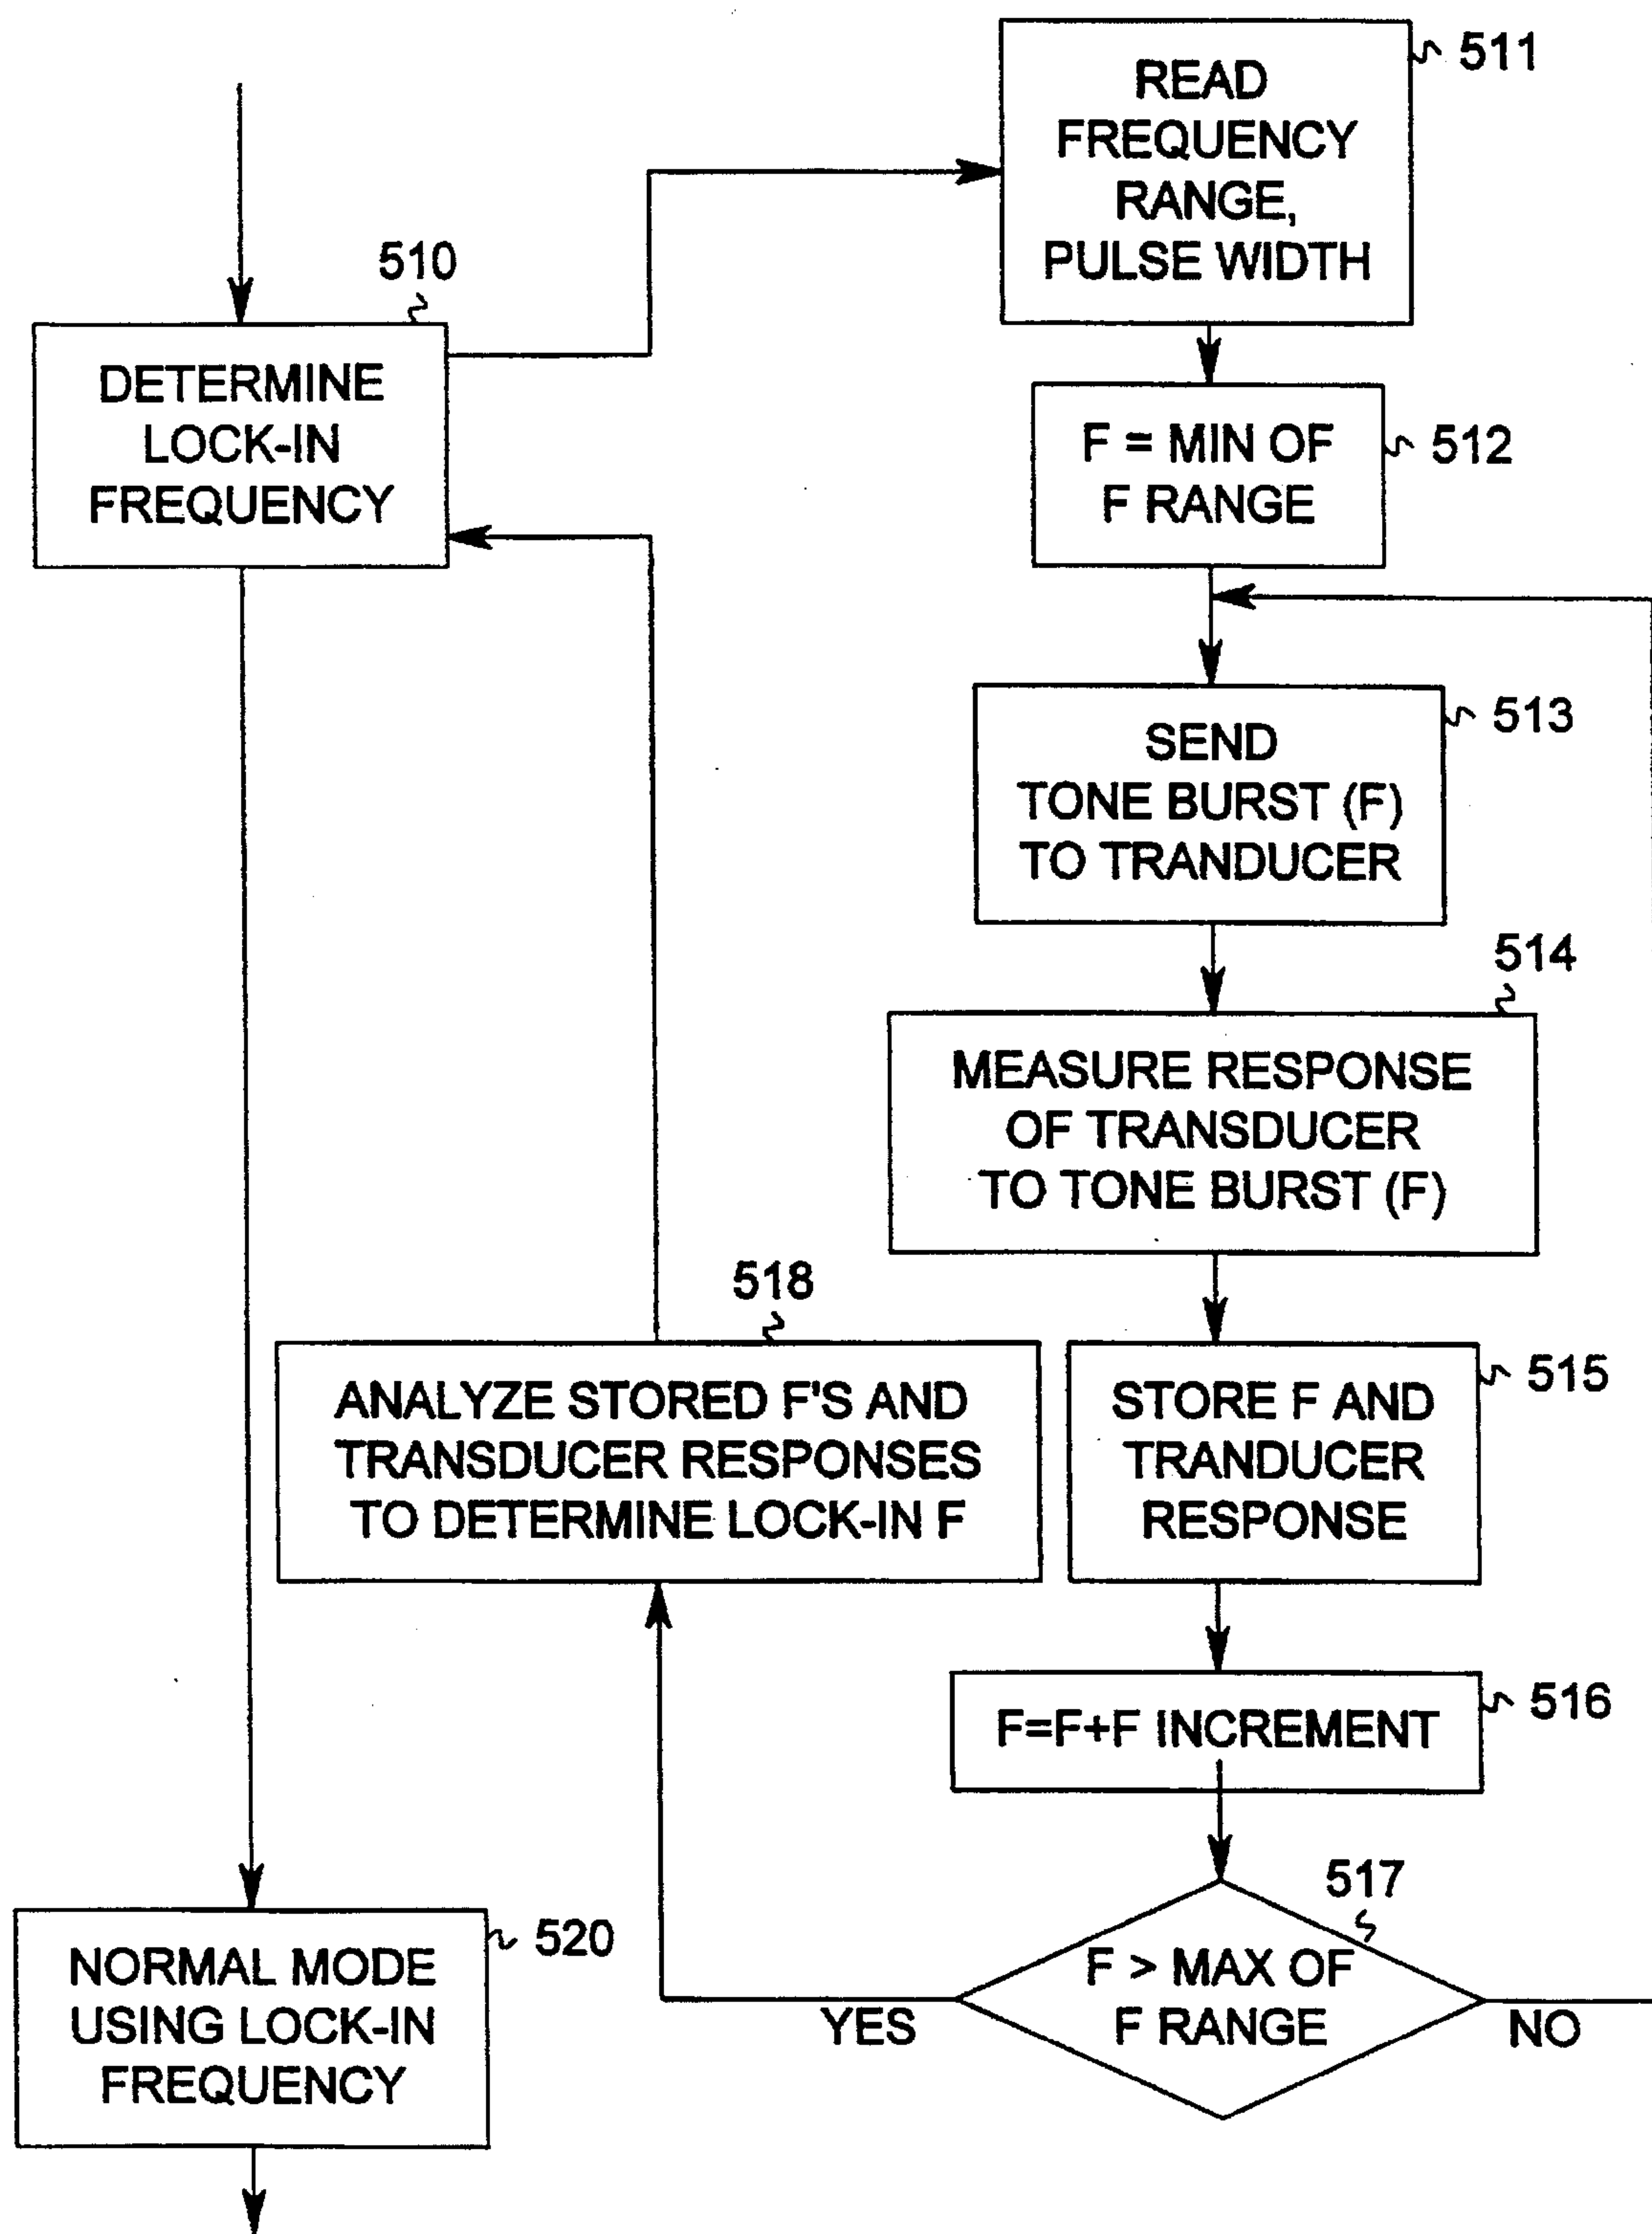 511
READ
FREQUENCY
RANGE,
PULSE WIDTH
510
DETERMINE
LOCK-IN
FREQUENCY
512
F = MIN OF
F RANGE
513
SEND
TONE BURST (F)
TO TRANDUCER
514
MEASURE RESPONSE
OF TRANSDUCER
TO TONE BURST (F)
518
ANALYZE STORED F'S AND
TRANSDUCER RESPONSES
TO DETERMINE LOCK-IN F
515
STORE F AND
TRANDUCER
RESPONSE
516
F=F+F INCREMENT
517
F > MAX OF
F RANGE
YES
NO
520
NORMAL MODE
USING LOCK-IN
FREQUENCY